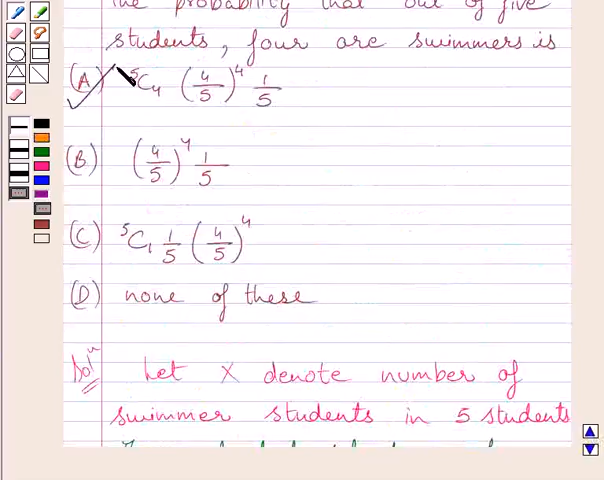 the probability that out of five
students, four are swimmers is
(A) ⁵C₄ (4/5)⁴ 1/5
(B) (4/5)⁴ 1/5
(C) ⁵C₁ 1/5 (4/5)⁴
(D) none of these
Solⁿ Let X denote number of
swimmer students in 5 students